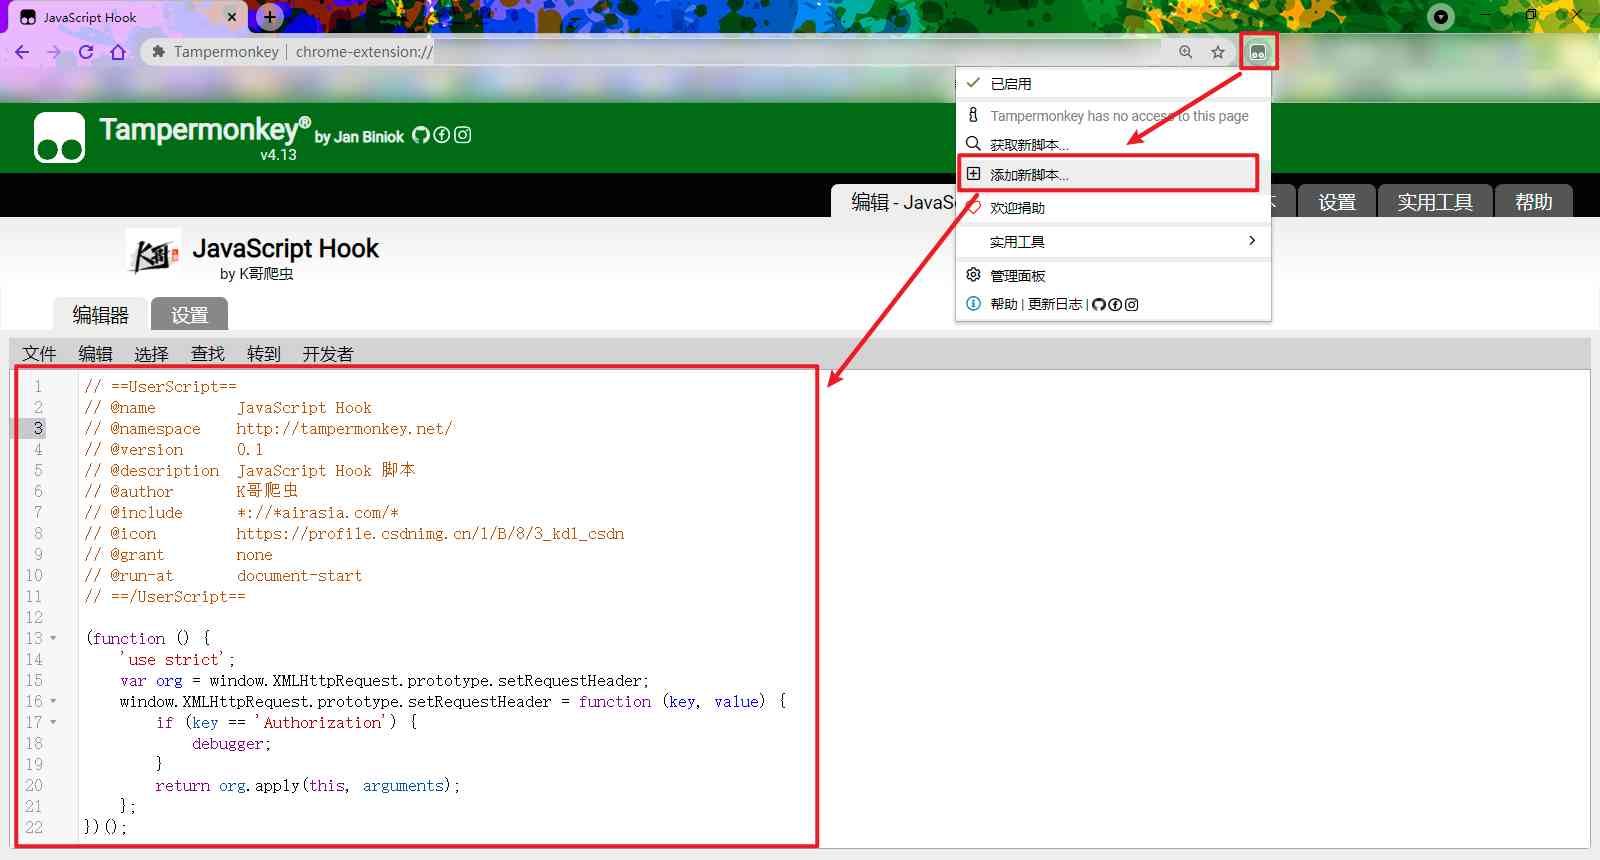 JavaScript Hook
Tampermonkey | chrome-extension://
已启用
Tampermonkey has no access to this page
获取新脚本...
添加新脚本...
欢迎捐助
实用工具
管理面板
帮助 | 更新日志 |
Tampermonkey® by Jan Biniok
v4.13
编辑 - JavaS
设置
实用工具
帮助
JavaScript Hook
by K哥爬虫
编辑器 设置
文件 编辑 选择 查找 转到 开发者
1 // ==UserScript==
2 // @name JavaScript Hook
3 // @namespace http://tampermonkey.net/
4 // @version 0.1
5 // @description JavaScript Hook 脚本
6 // @author K哥爬虫
7 // @include *://*airasia.com/*
8 // @icon https://profile.csdnimg.cn/1/B/8/3_kdl_csdn
9 // @grant none
10 // @run-at document-start
11 // ==/UserScript==
12
13 (function () {
14 'use strict';
15 var org = window.XMLHttpRequest.prototype.setRequestHeader;
16 window.XMLHttpRequest.prototype.setRequestHeader = function (key, value) {
17 if (key == 'Authorization') {
18 debugger;
19 }
20 return org.apply(this, arguments);
21 };
22 })();